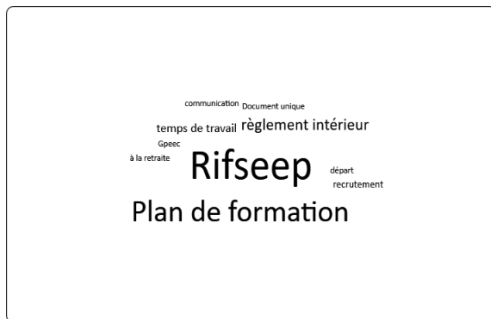 communication Document unique
temps de travail règlement intérieur
Gpeec
à la retraite
Rifseep
départ
recrutement
Plan de formation